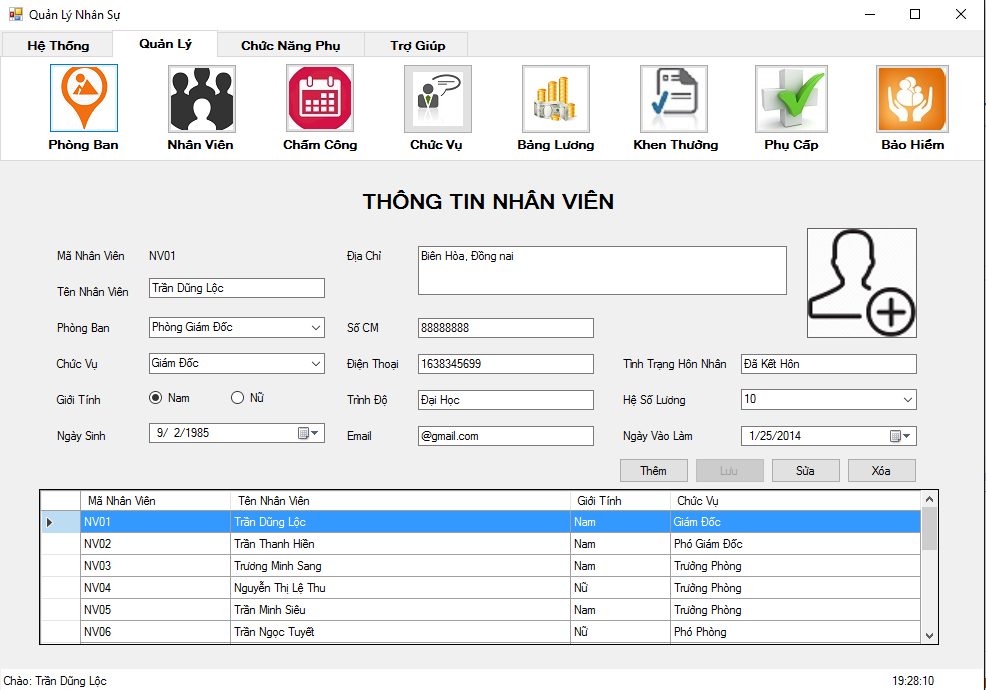 Quản Lý Nhân Sự
Hệ Thống Quản Lý Chức Năng Phụ Trợ Giúp
Phòng Ban Nhân Viên Chấm Công Chức Vụ Bảng Lương Khen Thưởng Phụ Cấp Bảo Hiểm
THÔNG TIN NHÂN VIÊN
Mã Nhân Viên NV01 Địa Chỉ Biên Hòa, Đồng nai
Tên Nhân Viên Trần Dũng Lộc
Phòng Ban Phòng Giám Đốc Số CM 88888888
Chức Vụ Giám Đốc Điện Thoại 1638345699 Tình Trạng Hôn Nhân Đã Kết Hôn
Giới Tính Nam Nữ Trình Độ Đại Học Hệ Số Lương 10
Ngày Sinh 9/ 2/1985 Email @gmail.com Ngày Vào Làm 1/25/2014
Thêm Lưu Sửa Xóa
Mã Nhân Viên Tên Nhân Viên Giới Tính Chức Vụ
NV01 Trần Dũng Lộc Nam Giám Đốc
NV02 Trần Thanh Hiền Nam Phó Giám Đốc
NV03 Trương Minh Sang Nam Trưởng Phòng
NV04 Nguyễn Thị Lệ Thu Nữ Trưởng Phòng
NV05 Trần Minh Siêu Nam Trưởng Phòng
NV06 Trần Ngọc Tuyết Nữ Phó Phòng
Chào: Trần Dũng Lộc 19:28:10